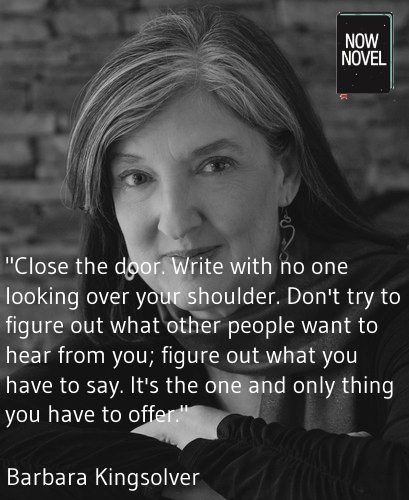 NOW
NOVEL
"Close the door. Write with no one
looking over your shoulder. Don't try to
figure out what other people want to
hear from you; figure out what you
have to say. It's the one and only thing
you have to offer."
Barbara Kingsolver